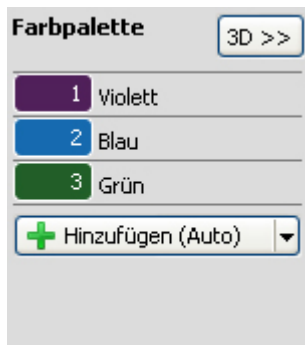 Farbpalette 3D >>
1 Violett
2 Blau
3 Grün
Hinzufügen (Auto)